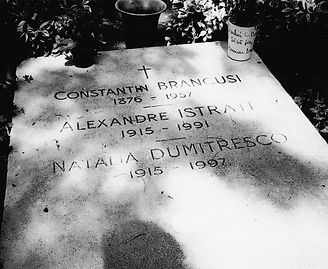 CONSTANTIN BRANCUSI
1876 - 1957
ALEXANDRE ISTRATI
1915 - 1991
NATALIA DUMITRESCO
1915 - 1997